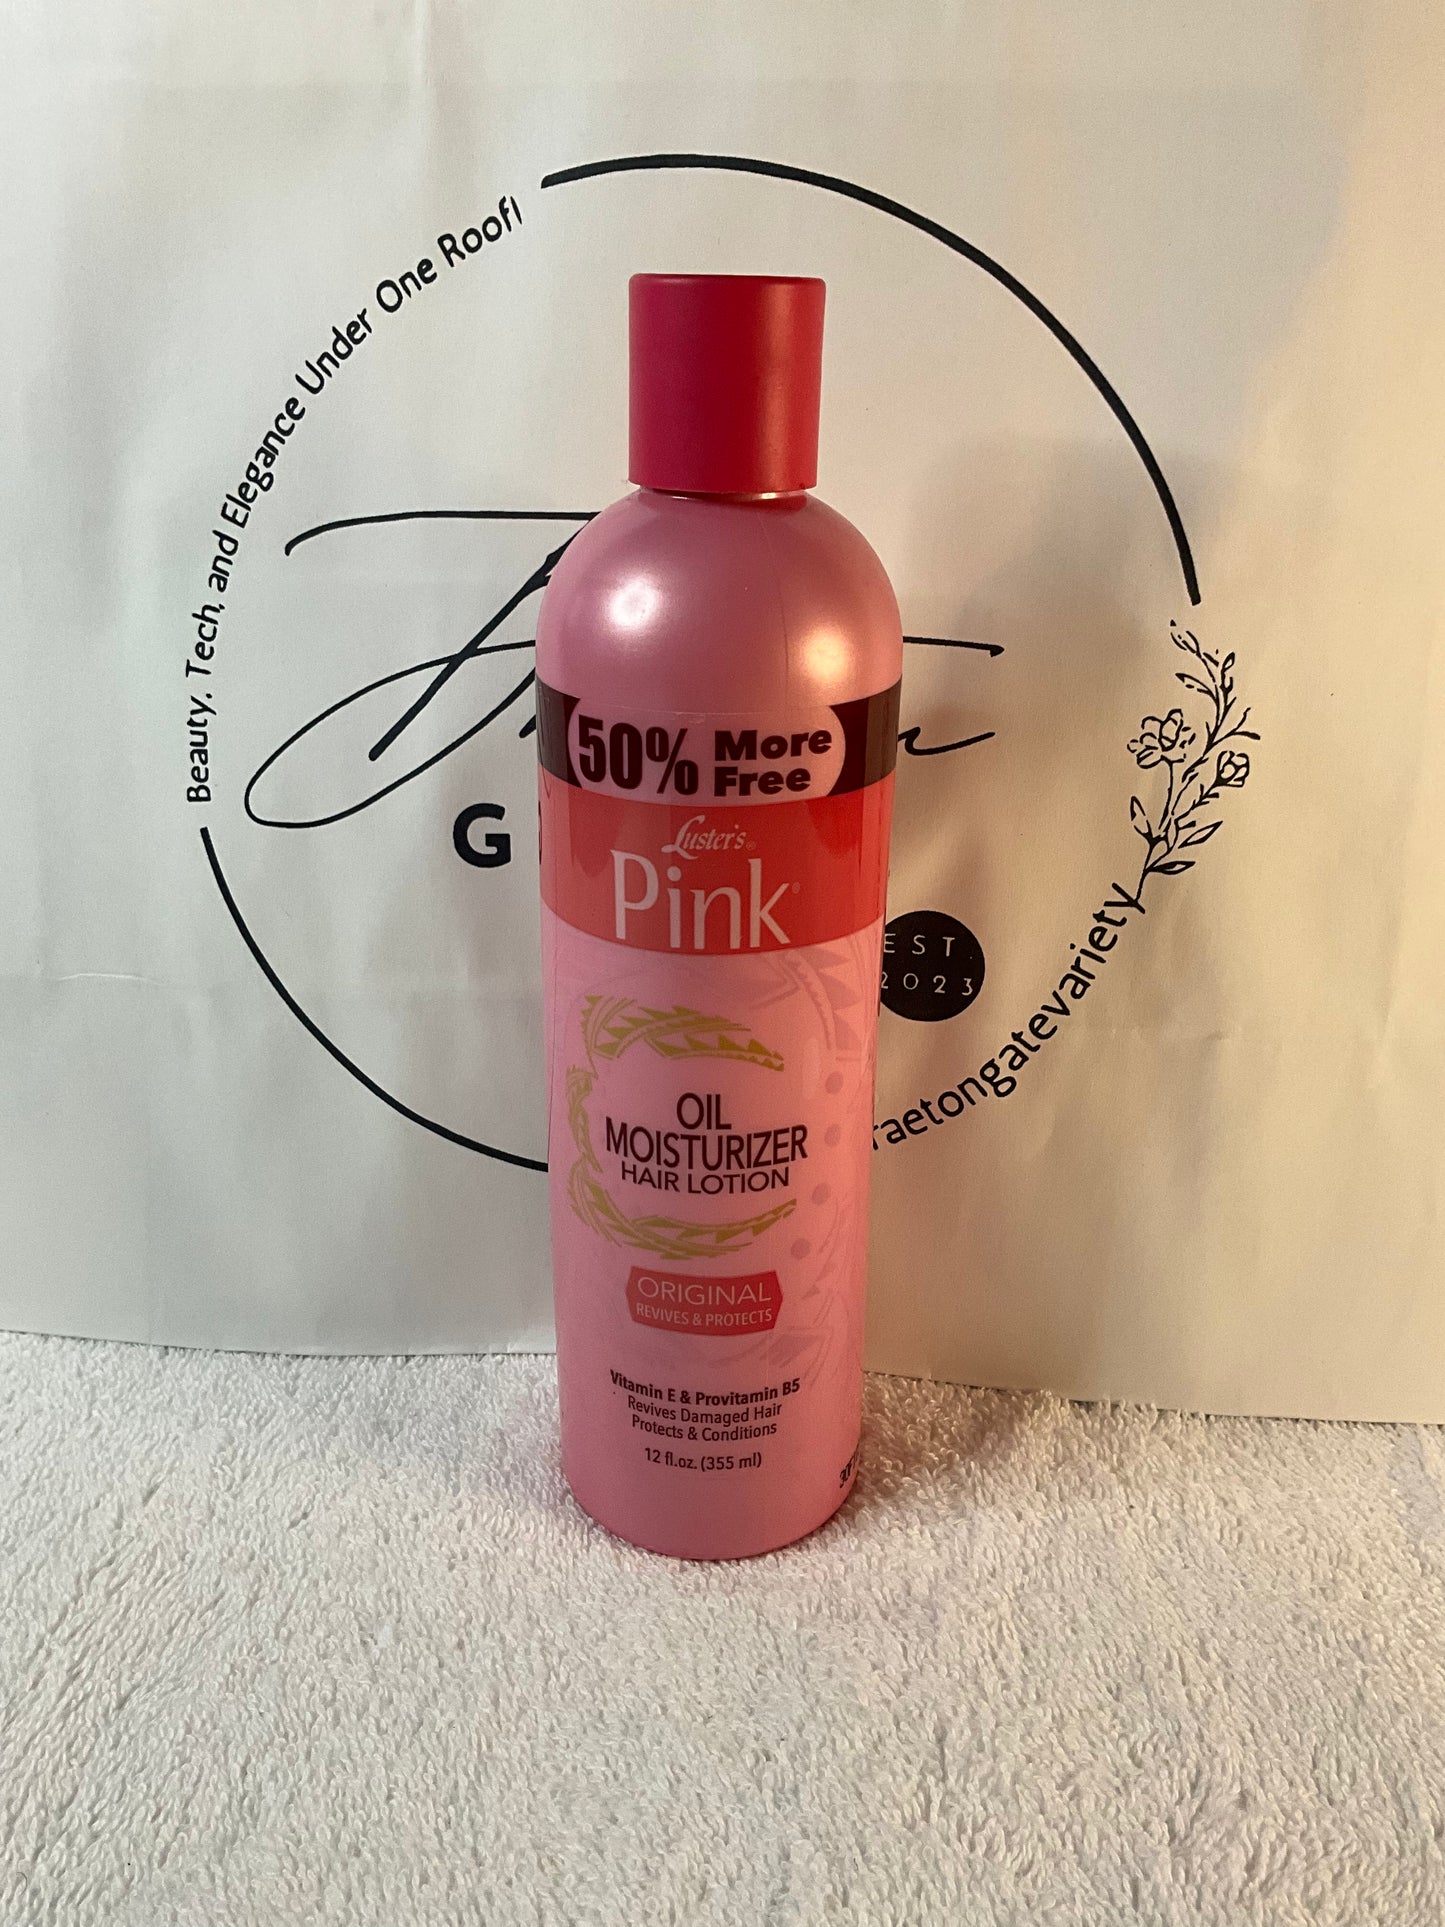 Beauty, Tech, and Elegance Under One Roof!
50% More
Free
Luster's®
Pink®
EST.
2023
OIL
MOISTURIZER
HAIR LOTION
ORIGINAL
REVIVES & PROTECTS
Vitamin E & Provitamin B5
Revives Damaged Hair
Protects & Conditions
12 fl.oz. (355 ml)
raetongatevariety
G